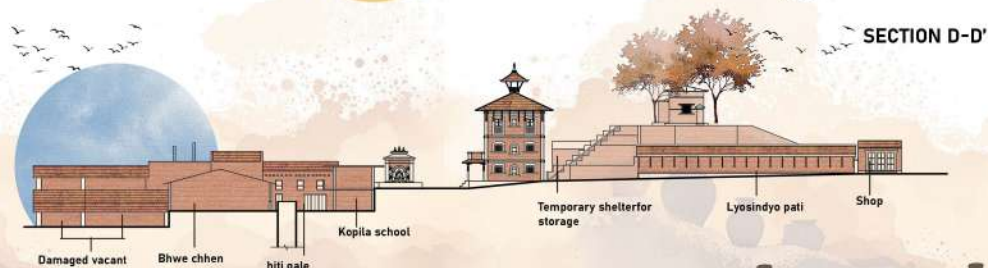 SECTION D-D'
Temporary shelterfor
storage
Lyosindyo pati
Shop
Kopila school
Damaged vacant
Bhwe chhen
hiti gale